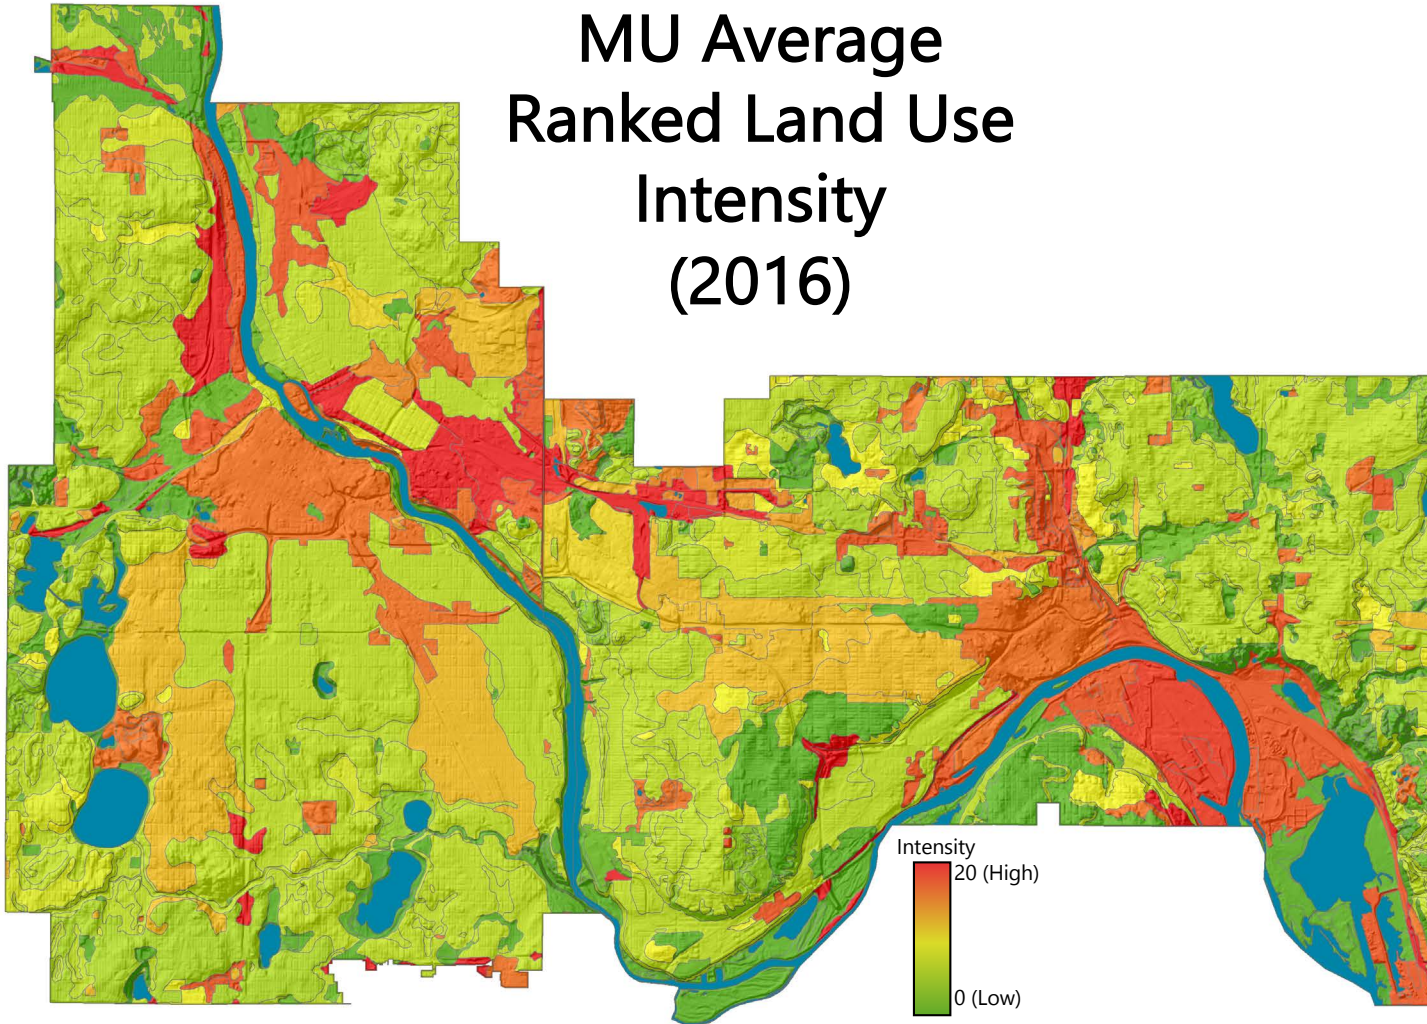 MU Average
Ranked Land Use
Intensity
(2016)
Intensity
20 (High)
0 (Low)